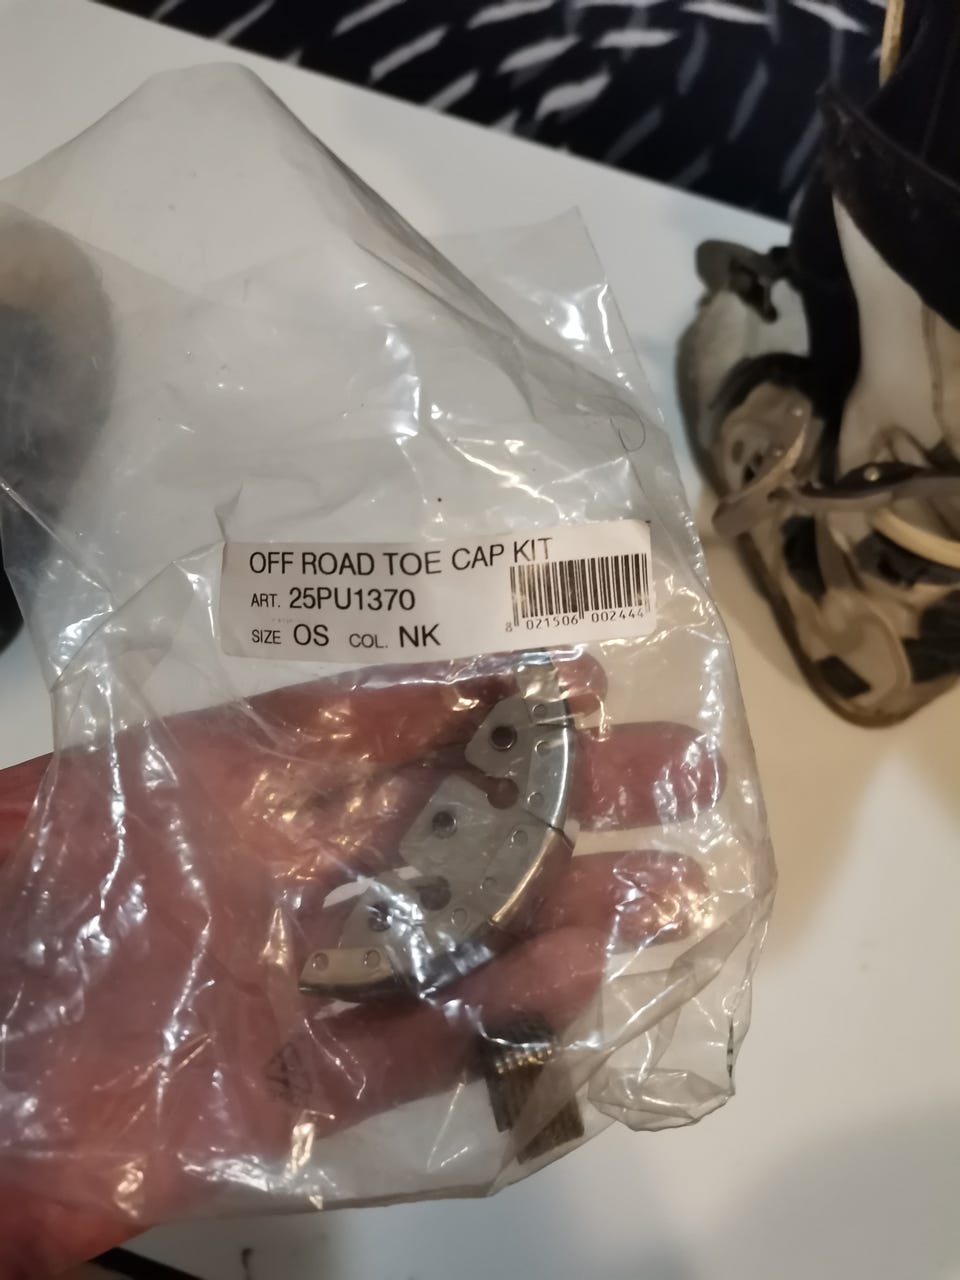 OFF ROAD TOE CAP KIT
ART. 25PU1370
SIZE OS COL. NK
8 021506 002444